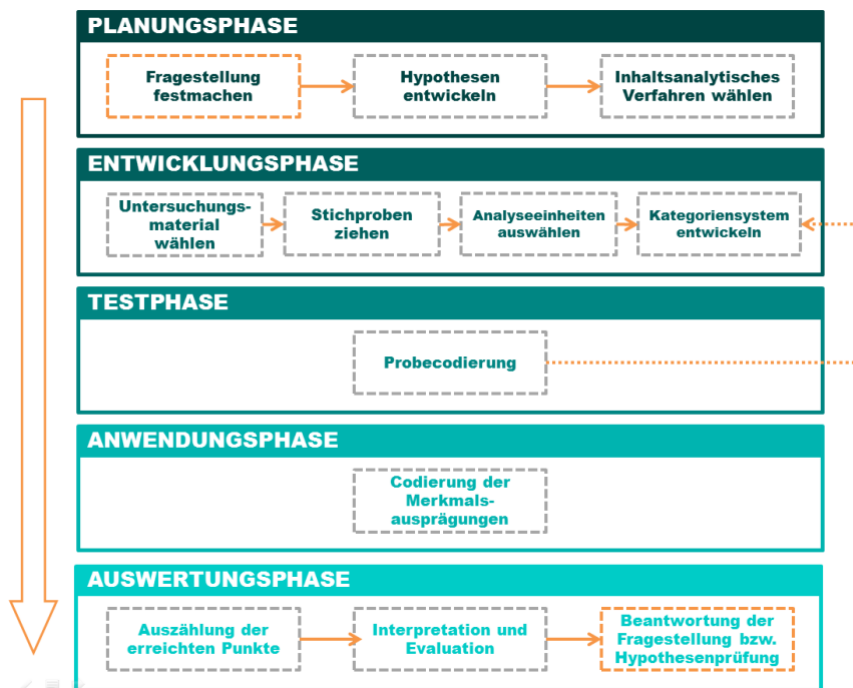 PLANUNGSPHASE
Fragestellung
festmachen
Hypothesen
entwickeln
Inhaltsanalytisches
Verfahren wählen
ENTWICKLUNGSPHASE
Untersuchungs-
material
wählen
Stichproben
ziehen
Analyseeinheiten
auswählen
Kategoriensystem
entwickeln
TESTPHASE
Probecodierung
ANWENDUNGSPHASE
Codierung der
Merkmals-
ausprägungen
AUSWERTUNGSPHASE
Auszählung der
erreichten Punkte
Interpretation und
Evaluation
Beantwortung der
Fragestellung bzw.
Hypothesenprüfung